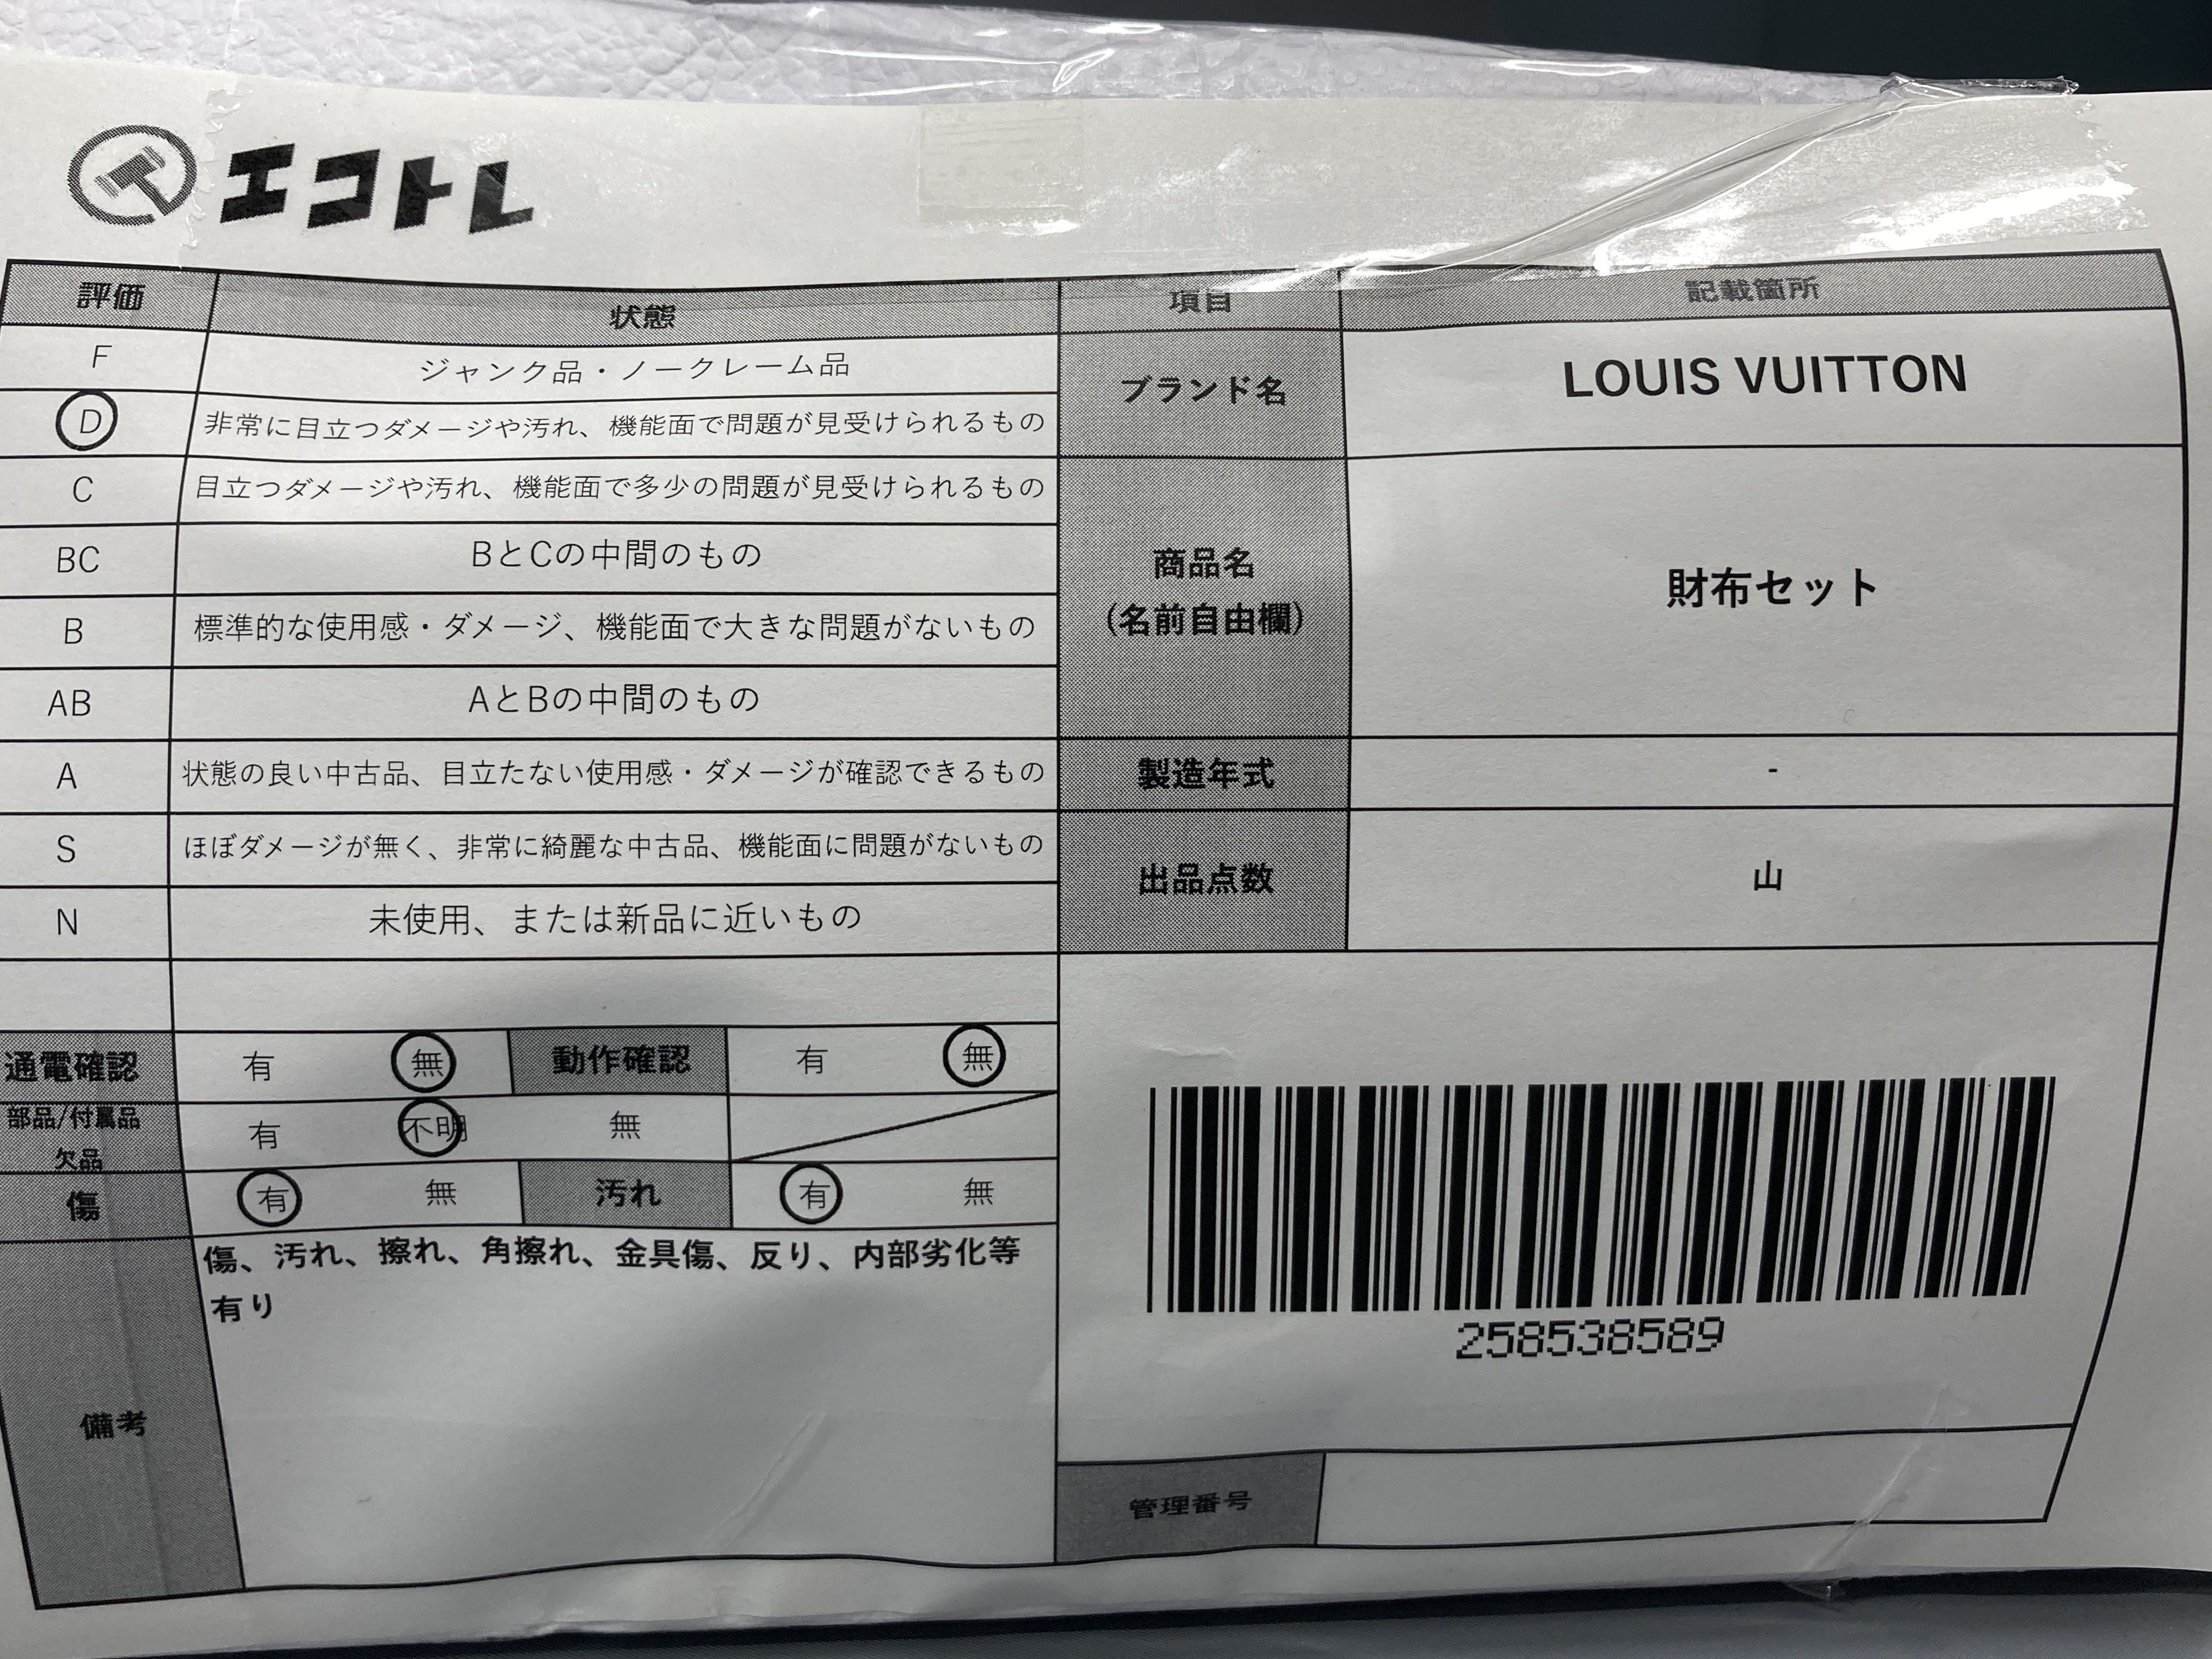 エコトレ
評価 状態 項目 記載箇所
F ジャンク品・ノークレーム品
D 非常に目立つダメージや汚れ、機能面で問題が見受けられるもの
ブランド名 LOUIS VUITTON
C 目立つダメージや汚れ、機能面で多少の問題が見受けられるもの
BC BとCの中間のもの
B 標準的な使用感・ダメージ、機能面で大きな問題がないもの
商品名
(名前自由欄)
財布セット
AB AとBの中間のもの
A 状態の良い中古品、目立たない使用感・ダメージが確認できるもの
製造年式 -
S ほぼダメージが無く、非常に綺麗な中古品、機能面に問題がないもの
出品点数 山
N 未使用、または新品に近いもの
通電確認 有 無 動作確認 有 無
部品/付属品
欠品
有 不明 無
傷 有 無 汚れ 有 無
備考
傷、汚れ、擦れ、角擦れ、金具傷、反り、内部劣化等
有り
258538589
管理番号